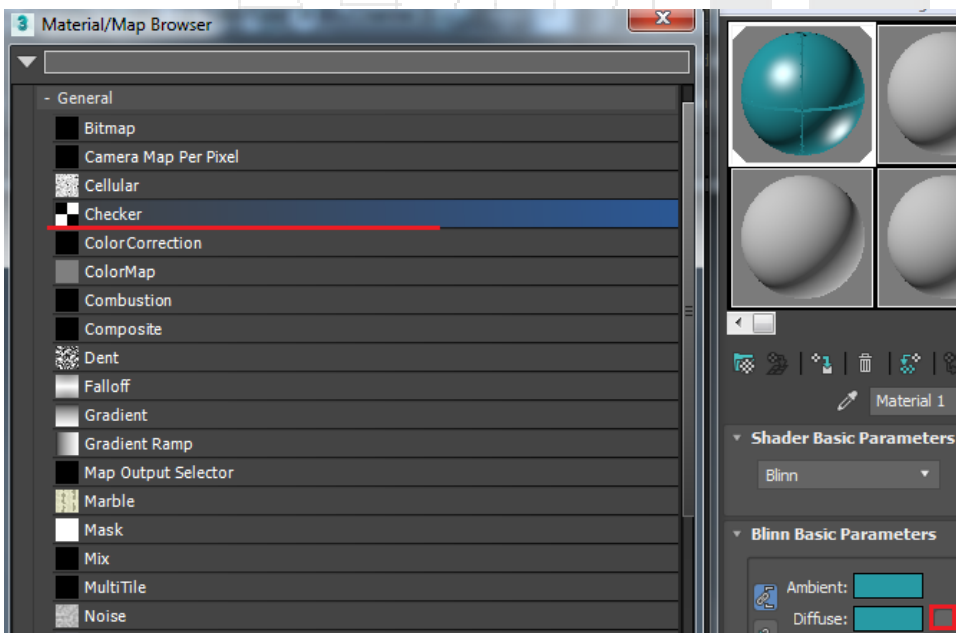 3 Material/Map Browser
x
- General
Bitmap
Camera Map Per Pixel
Cellular
Checker
ColorCorrection
ColorMap
Combustion
Composite
Dent
Falloff
Gradient
Gradient Ramp
Map Output Selector
Marble
Mask
Mix
MultiTile
Noise
Material 1
Shader Basic Parameters
Blinn
Blinn Basic Parameters
Ambient:
Diffuse: